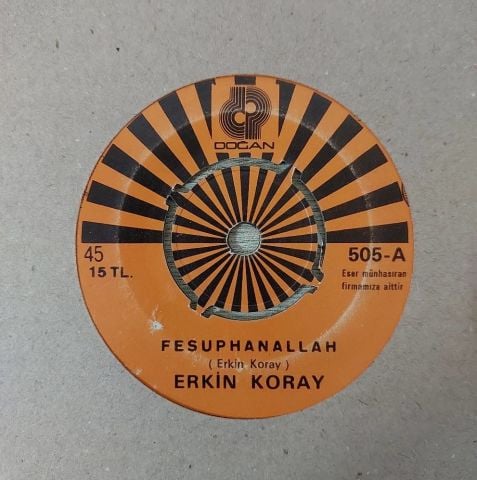 DOĞAN
45
15 TL.
505-A
Eser münhasıran
firmamıza aittir
FESUPHANALLAH
( Erkin Koray )
ERKİN KORAY